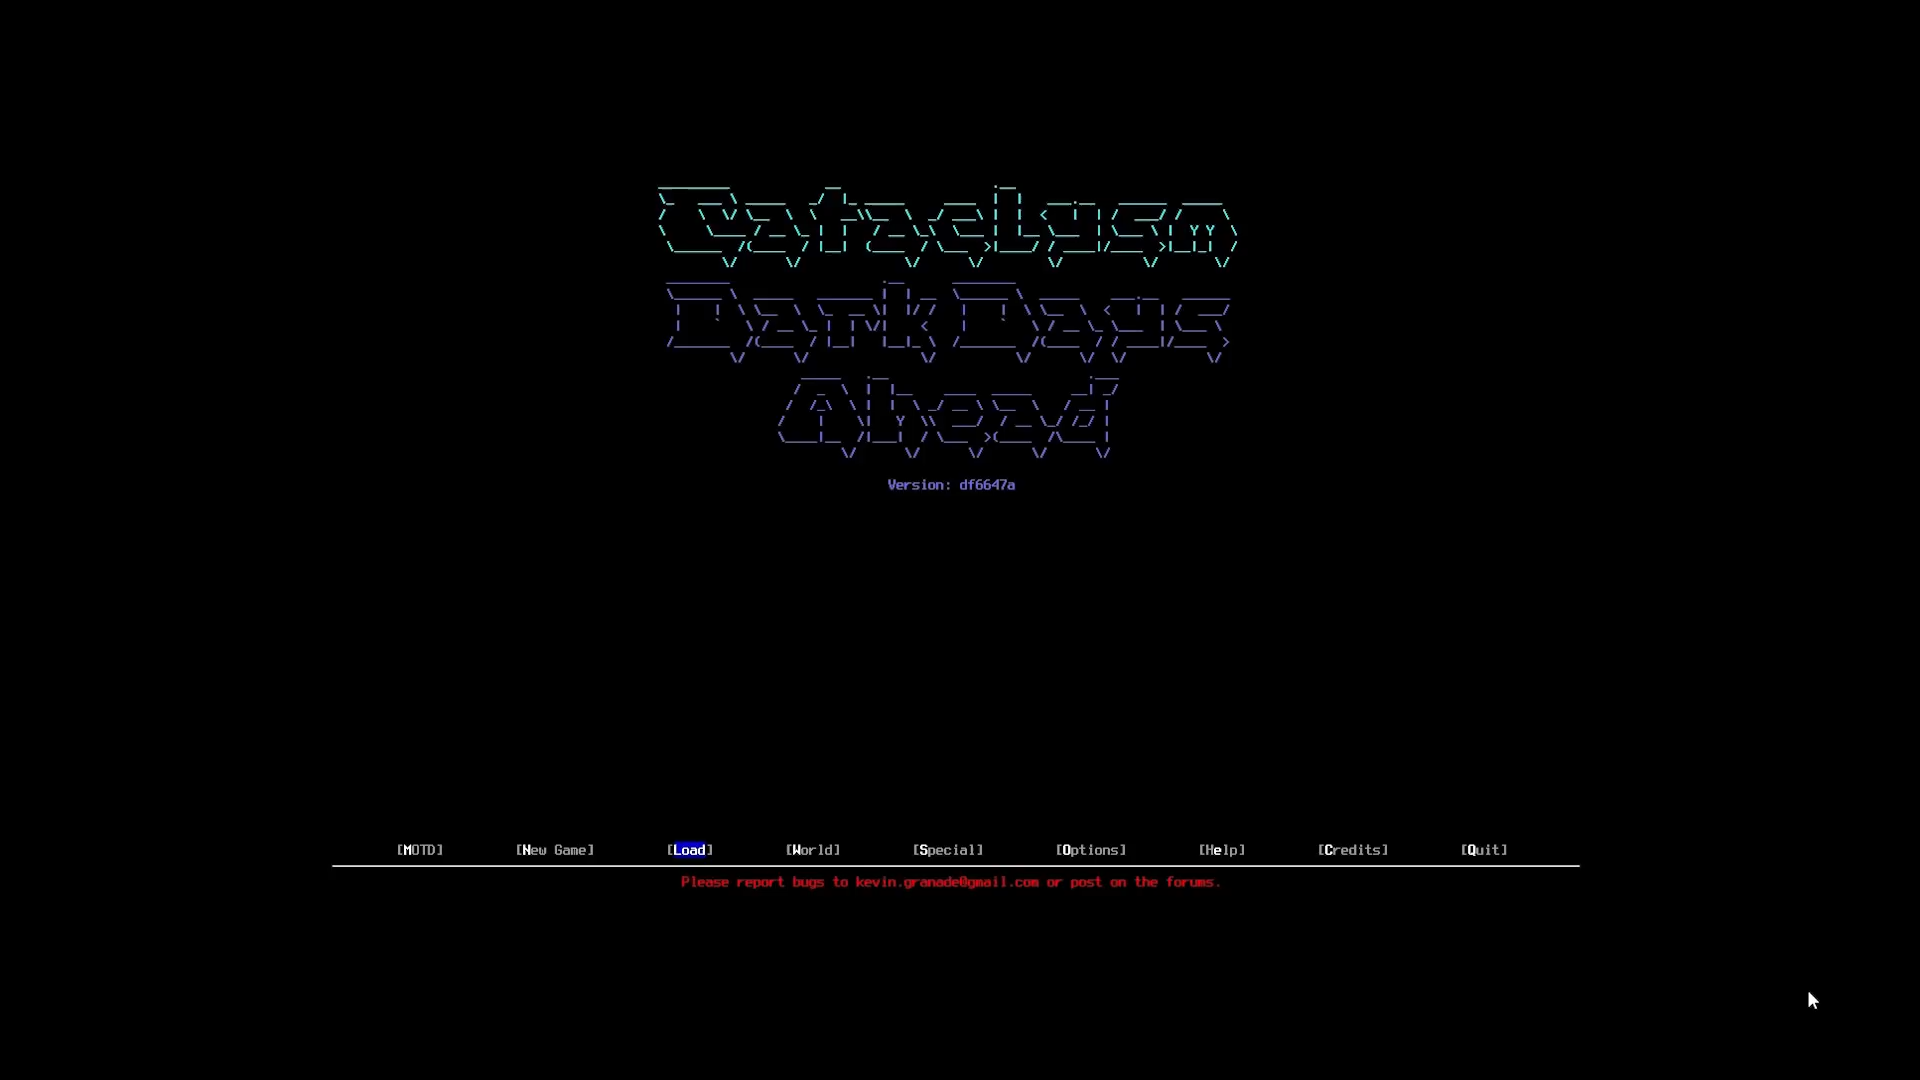 Cataclysm
Dark Days
Ahead
Version: df6647a
[MOTD] [New Game] [Load] [World] [Special] [Options] [Help] [Credits] [Quit]
Please report bugs to kevin.granade@gmail.com or post on the forums.